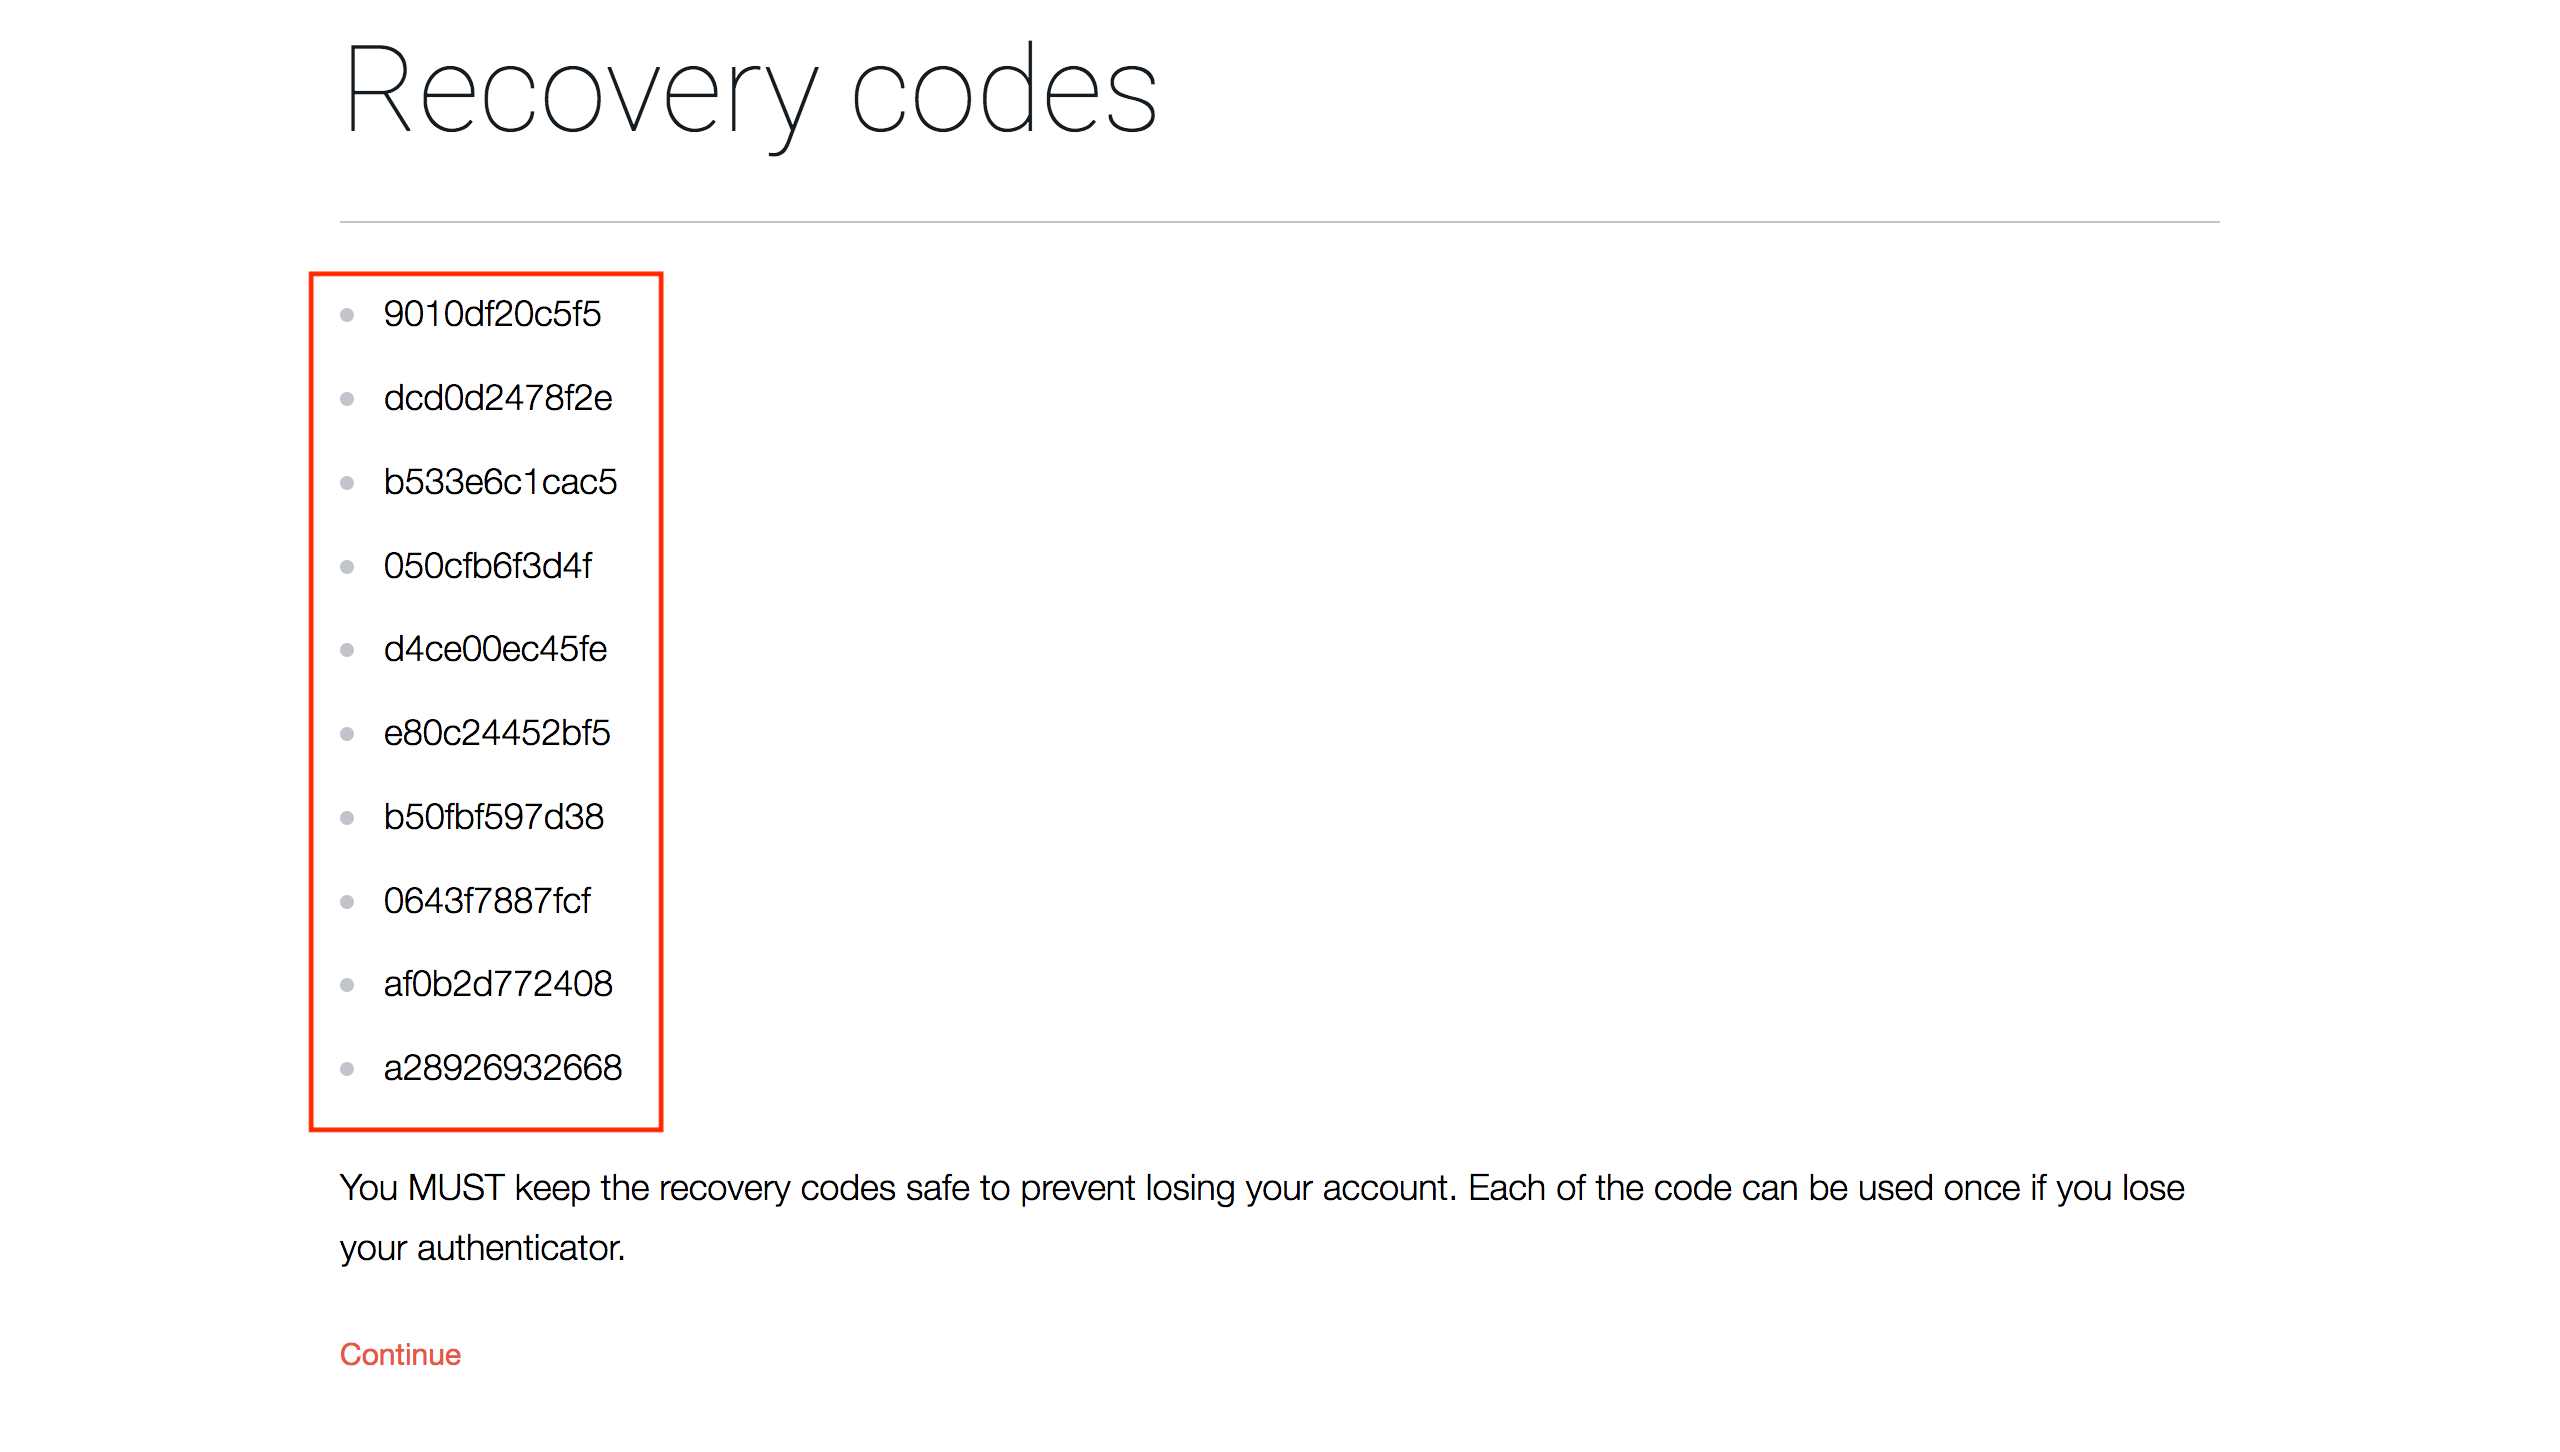 Recovery codes
9010df20c5f5
dcd0d2478f2e
b533e6c1cac5
050cfb6f3d4f
d4ce00ec45fe
e80c24452bf5
b50fbf597d38
0643f7887fcf
af0b2d772408
a28926932668
You MUST keep the recovery codes safe to prevent losing your account. Each of the code can be used once if you lose
your authenticator.
Continue